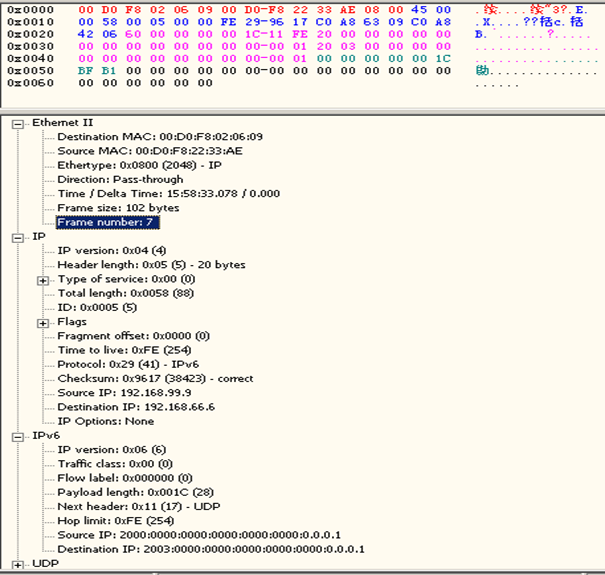 0x0000 00 D0 F8 02 06 09 00 D0-F8 22 33 AE 08 00 45 00 .绥....绥"3?.E.
0x0010 00 58 00 05 00 00 FE 29-96 17 C0 A8 63 09 C0 A8 .X....??括c.括
0x0020 42 06 60 00 00 00 00 1C-11 FE 20 00 00 00 00 00 B.`......?.....
0x0030 00 00 00 00 00 00 00 00-00 01 20 03 00 00 00 00 ................
0x0040 00 00 00 00 00 00 00 00-00 01 00 00 00 00 00 1C ................
0x0050 BF B1 00 00 00 00 00 00 00-00 00 00 00 00 00 00 勘..............
0x0060 00 00 00 00 00 00 ......
Ethernet II
Destination MAC: 00:D0:F8:02:06:09
Source MAC: 00:D0:F8:22:33:AE
Ethertype: 0x0800 (2048) - IP
Direction: Pass-through
Time / Delta Time: 15:58:33.078 / 0.000
Frame size: 102 bytes
Frame number: 7
IP
IP version: 0x04 (4)
Header length: 0x05 (5) - 20 bytes
Type of service: 0x00 (0)
Total length: 0x0058 (88)
ID: 0x0005 (5)
Flags
Fragment offset: 0x0000 (0)
Time to live: 0xFE (254)
Protocol: 0x29 (41) - IPv6
Checksum: 0x9617 (38423) - correct
Source IP: 192.168.99.9
Destination IP: 192.168.66.6
IP Options: None
IPv6
IP version: 0x06 (6)
Traffic class: 0x00 (0)
Flow label: 0x000000 (0)
Payload length: 0x001C (28)
Next header: 0x11 (17) - UDP
Hop limit: 0xFE (254)
Source IP: 2000:0000:0000:0000:0000:0000:0.0.0.1
Destination IP: 2003:0000:0000:0000:0000:0000:0.0.0.1
UDP